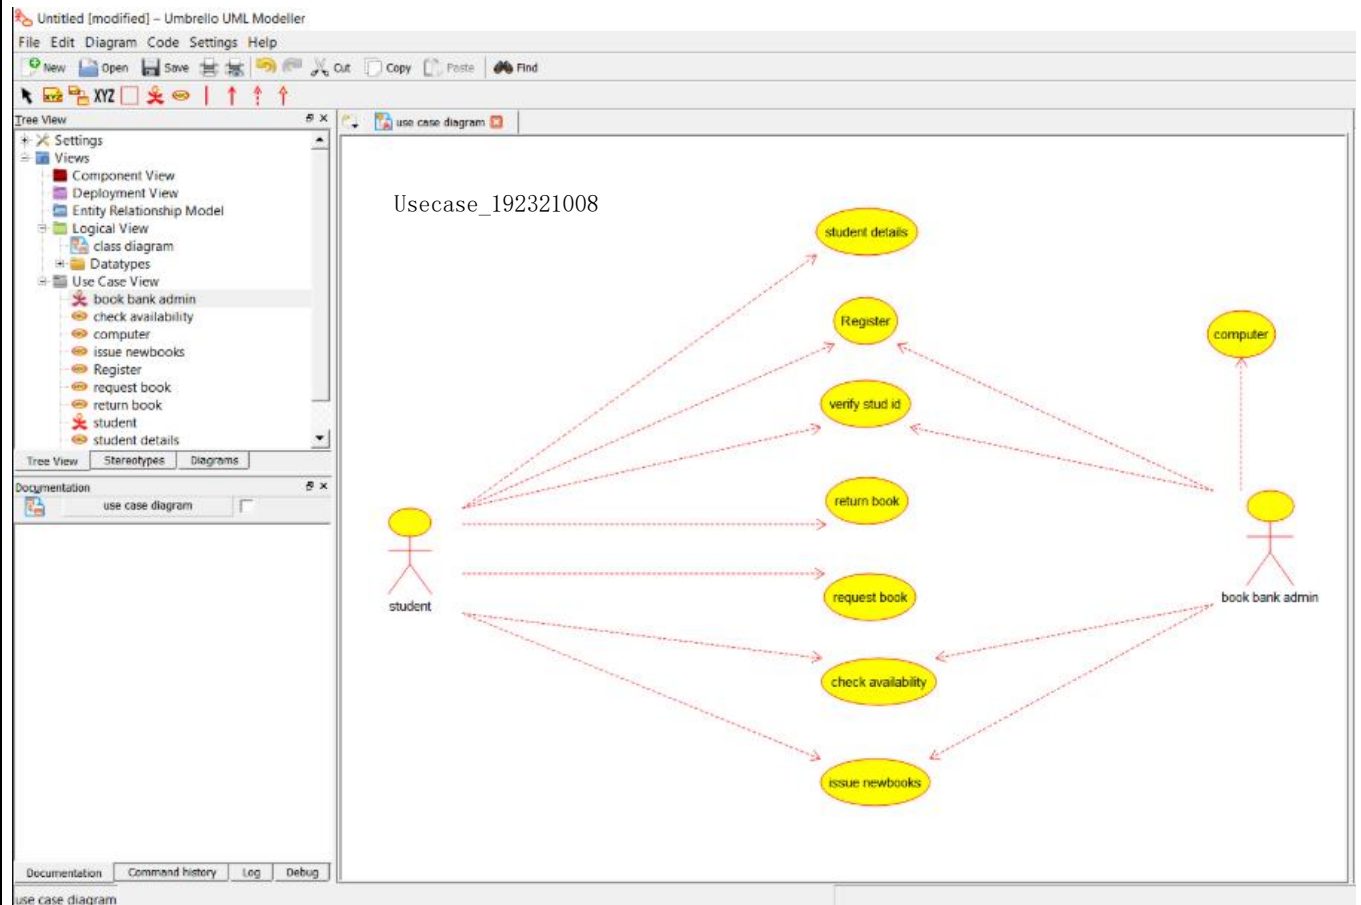 Untitled [modified] – Umbrello UML Modeller
File Edit Diagram Code Settings Help
New Open Save Cut Copy Paste Find
XYZ
Tree View
use case diagram
Settings
Views
Component View
Deployment View
Entity Relationship Model
Logical View
class diagram
Datatypes
Use Case View
book bank admin
check availability
computer
issue newbooks
Register
request book
return book
student
student details
Tree View Stereotypes Diagrams
Documentation
use case diagram
Documentation Command history Log Debug
use case diagram
Usecase_192321008
student details
Register
computer
verify stud id
return book
request book
student
book bank admin
check availability
issue newbooks